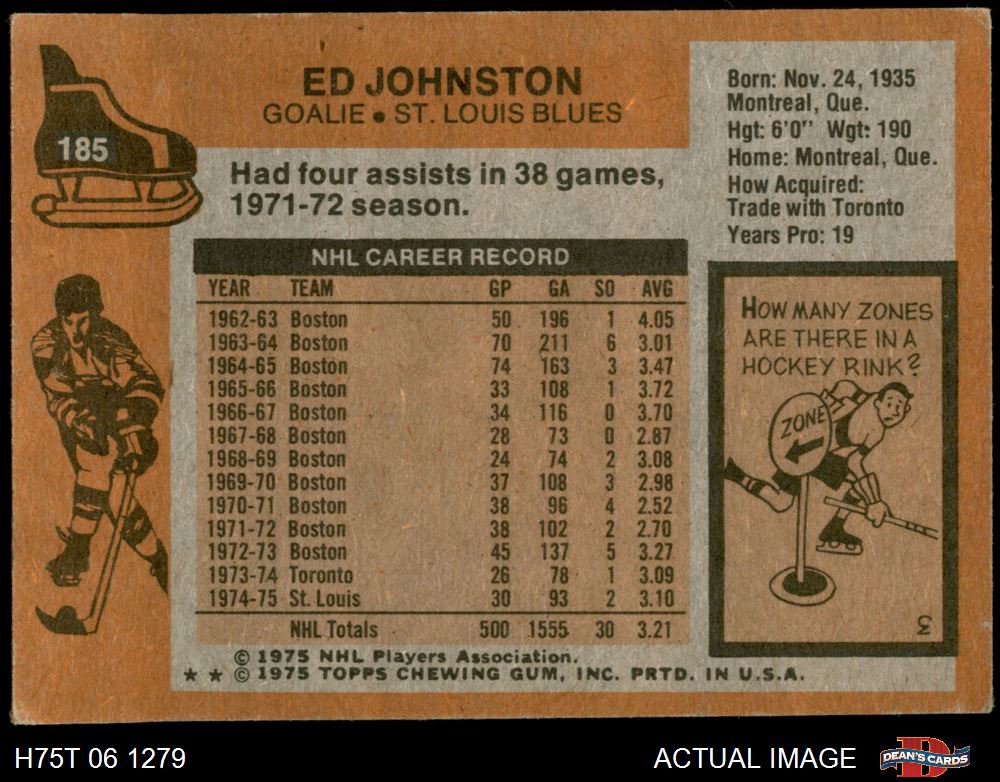 185
ED JOHNSTON
GOALIE • ST. LOUIS BLUES
Had four assists in 38 games,
1971-72 season.
Born: Nov. 24, 1935
Montreal, Que.
Hgt: 6'0" Wgt: 190
Home: Montreal, Que.
How Acquired:
Trade with Toronto
Years Pro: 19
NHL CAREER RECORD
YEAR TEAM GP GA SO AVG
1962-63 Boston 50 196 1 4.05
1963-64 Boston 70 211 6 3.01
1964-65 Boston 74 163 3 3.47
1965-66 Boston 33 108 1 3.72
1966-67 Boston 34 116 0 3.70
1967-68 Boston 28 73 0 2.87
1968-69 Boston 24 74 2 3.08
1969-70 Boston 37 108 3 2.98
1970-71 Boston 38 96 4 2.52
1971-72 Boston 38 102 2 2.70
1972-73 Boston 45 137 5 3.27
1973-74 Toronto 26 78 1 3.09
1974-75 St. Louis 30 93 2 3.10
NHL Totals 500 1555 30 3.21
© 1975 NHL Players Association.
★ ★ © 1975 TOPPS CHEWING GUM, INC. PRTD. IN U.S.A.
HOW MANY ZONES
ARE THERE IN A
HOCKEY RINK?
ZONE
3
H75T 06 1279
ACTUAL IMAGE
DEAN'S CARDS